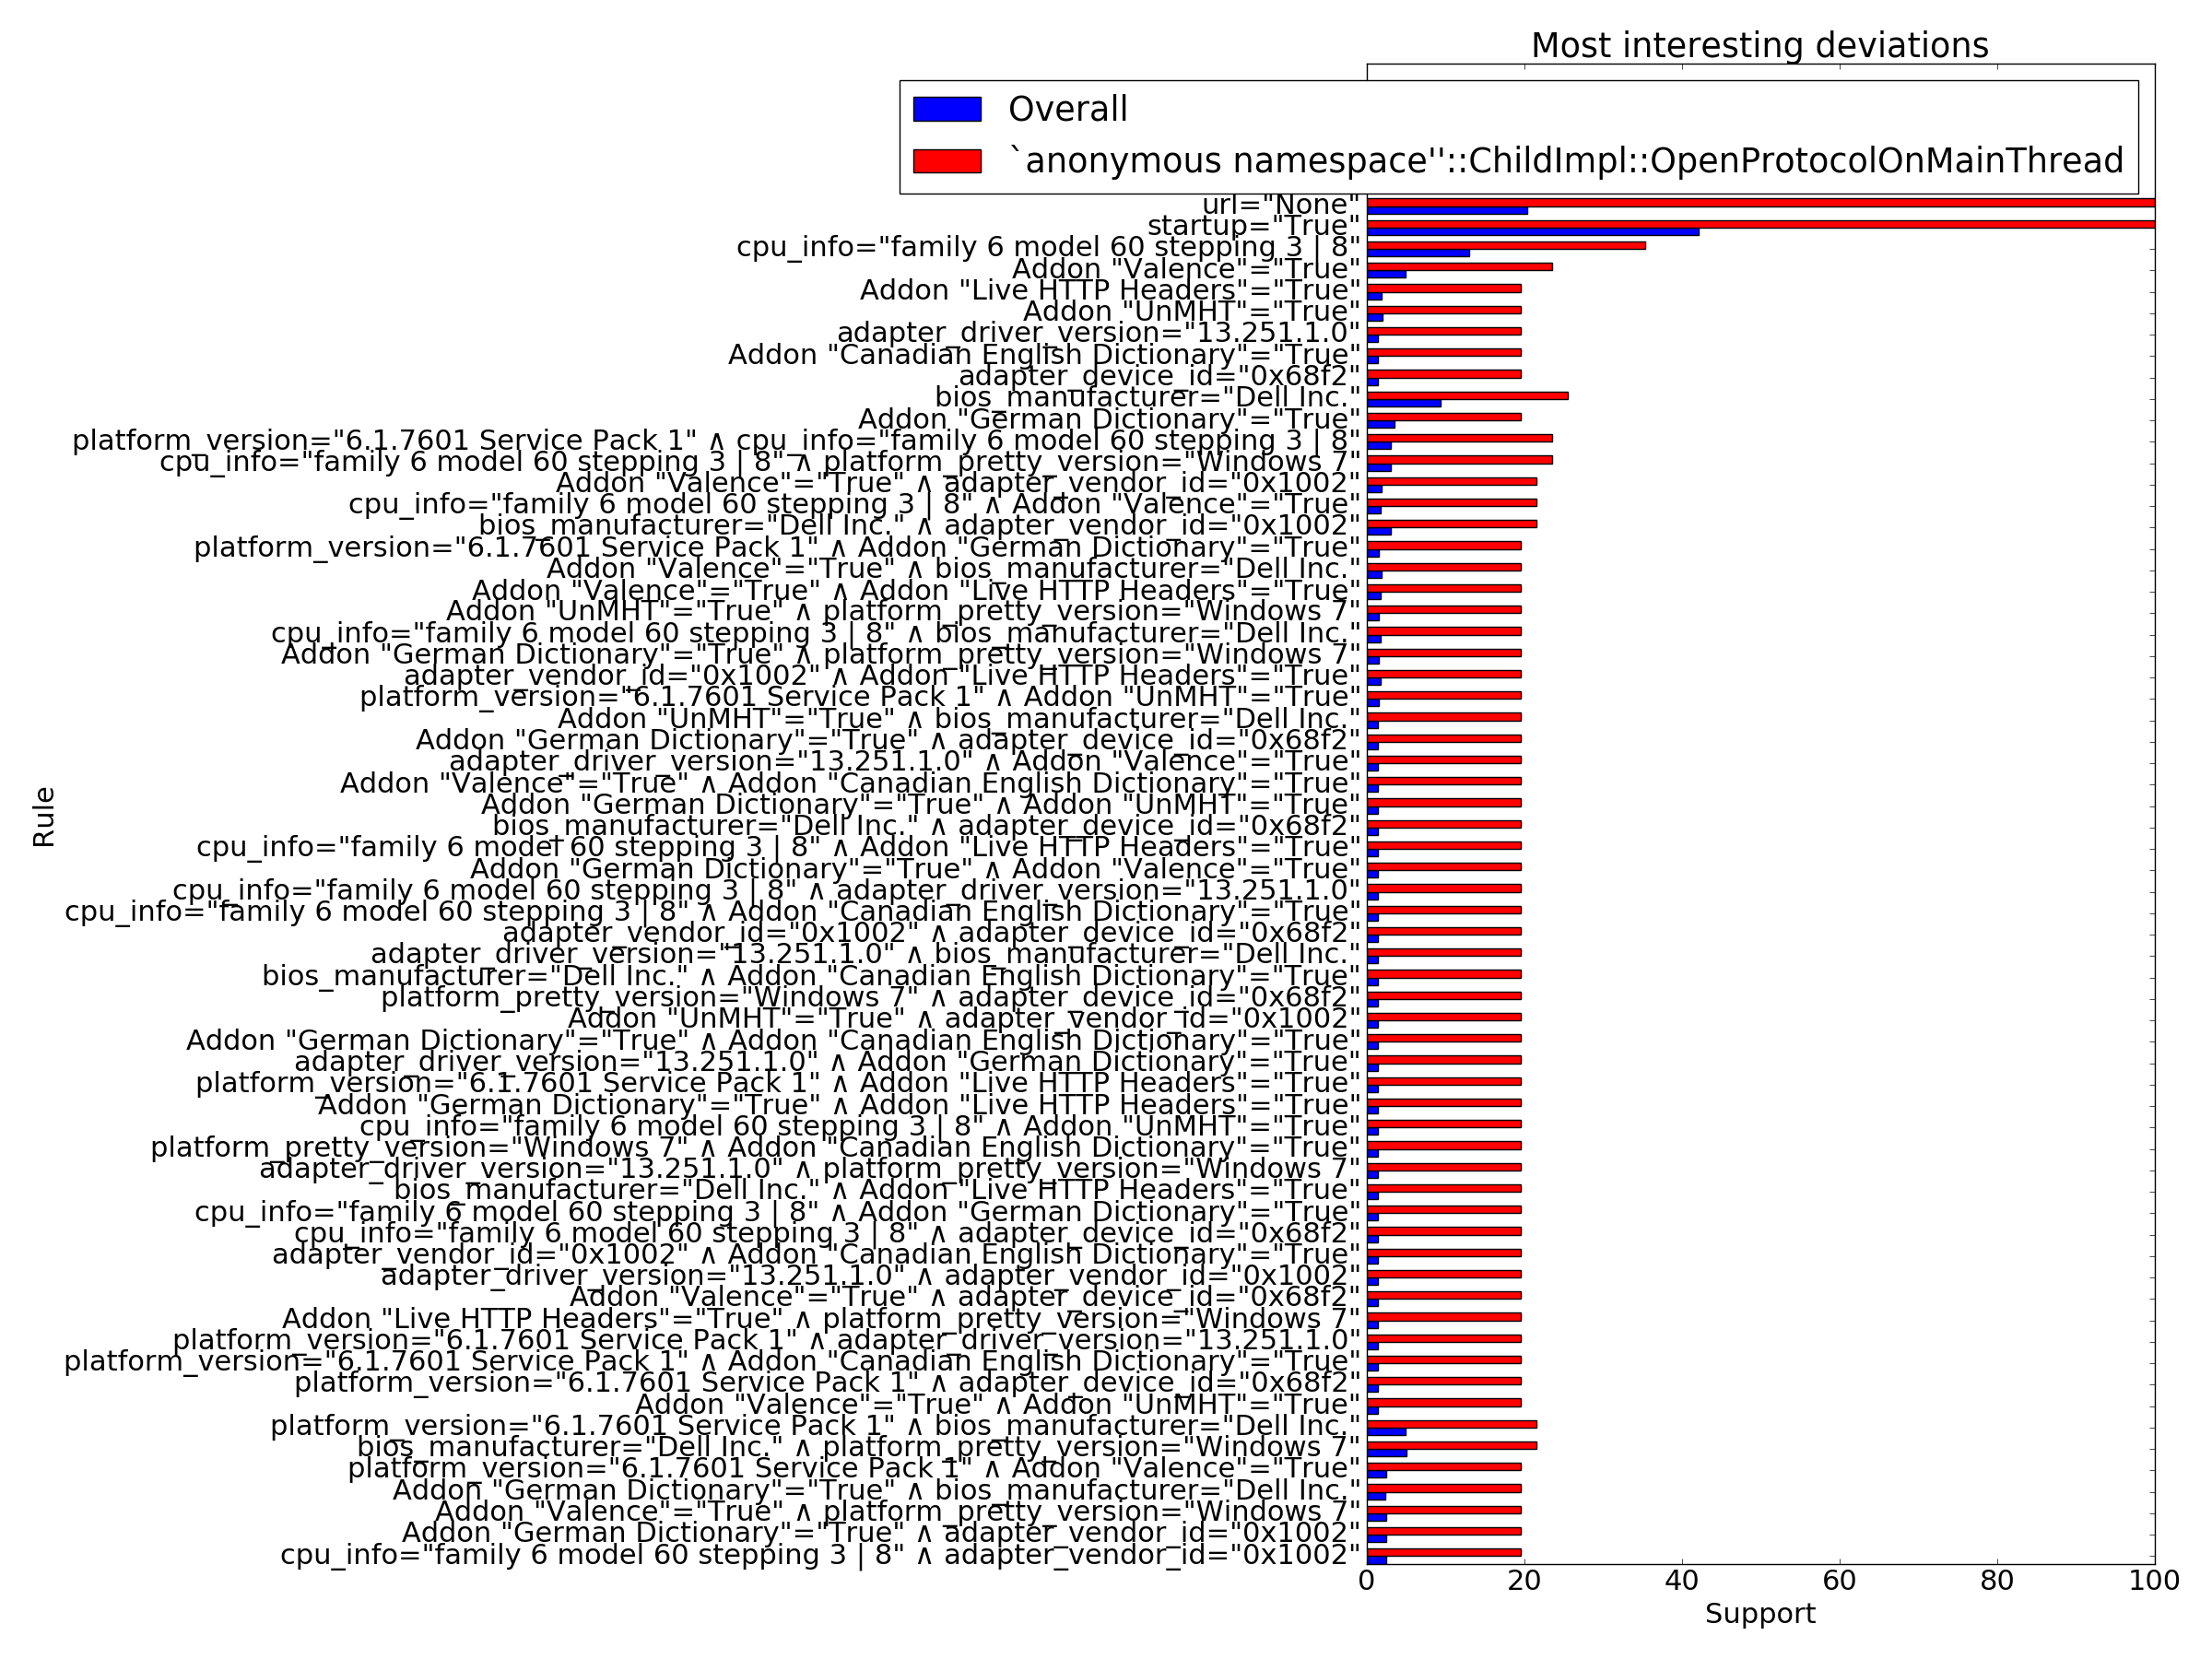 Most interesting deviations
Overall
`anonymous namespace''::ChildImpl::OpenProtocolOnMainThread
url="None"
startup="True"
cpu_info="family 6 model 60 stepping 3 | 8"
Addon "Valence"="True"
Addon "Live HTTP Headers"="True"
Addon "UnMHT"="True"
adapter_driver_version="13.251.1.0"
Addon "Canadian English Dictionary"="True"
adapter_device_id="0x68f2"
bios_manufacturer="Dell Inc."
Addon "German Dictionary"="True"
platform_version="6.1.7601 Service Pack 1" ∧ cpu_info="family 6 model 60 stepping 3 | 8"
cpu_info="family 6 model 60 stepping 3 | 8" ∧ platform_pretty_version="Windows 7"
Addon "Valence"="True" ∧ adapter_vendor_id="0x1002"
cpu_info="family 6 model 60 stepping 3 | 8" ∧ Addon "Valence"="True"
bios_manufacturer="Dell Inc." ∧ adapter_vendor_id="0x1002"
platform_version="6.1.7601 Service Pack 1" ∧ Addon "German Dictionary"="True"
Addon "Valence"="True" ∧ bios_manufacturer="Dell Inc."
Addon "Valence"="True" ∧ Addon "Live HTTP Headers"="True"
Addon "UnMHT"="True" ∧ platform_pretty_version="Windows 7"
cpu_info="family 6 model 60 stepping 3 | 8" ∧ bios_manufacturer="Dell Inc."
Addon "German Dictionary"="True" ∧ platform_pretty_version="Windows 7"
adapter_vendor_id="0x1002" ∧ Addon "Live HTTP Headers"="True"
platform_version="6.1.7601 Service Pack 1" ∧ Addon "UnMHT"="True"
Addon "UnMHT"="True" ∧ bios_manufacturer="Dell Inc."
Addon "German Dictionary"="True" ∧ adapter_device_id="0x68f2"
adapter_driver_version="13.251.1.0" ∧ Addon "Valence"="True"
Addon "Valence"="True" ∧ Addon "Canadian English Dictionary"="True"
Addon "German Dictionary"="True" ∧ Addon "UnMHT"="True"
bios_manufacturer="Dell Inc." ∧ adapter_device_id="0x68f2"
cpu_info="family 6 model 60 stepping 3 | 8" ∧ Addon "Live HTTP Headers"="True"
Addon "German Dictionary"="True" ∧ Addon "Valence"="True"
cpu_info="family 6 model 60 stepping 3 | 8" ∧ adapter_driver_version="13.251.1.0"
cpu_info="family 6 model 60 stepping 3 | 8" ∧ Addon "Canadian English Dictionary"="True"
adapter_vendor_id="0x1002" ∧ adapter_device_id="0x68f2"
adapter_driver_version="13.251.1.0" ∧ bios_manufacturer="Dell Inc."
bios_manufacturer="Dell Inc." ∧ Addon "Canadian English Dictionary"="True"
platform_pretty_version="Windows 7" ∧ adapter_device_id="0x68f2"
Addon "UnMHT"="True" ∧ adapter_vendor_id="0x1002"
Addon "German Dictionary"="True" ∧ Addon "Canadian English Dictionary"="True"
adapter_driver_version="13.251.1.0" ∧ Addon "German Dictionary"="True"
platform_version="6.1.7601 Service Pack 1" ∧ Addon "Live HTTP Headers"="True"
Addon "German Dictionary"="True" ∧ Addon "Live HTTP Headers"="True"
cpu_info="family 6 model 60 stepping 3 | 8" ∧ Addon "UnMHT"="True"
platform_pretty_version="Windows 7" ∧ Addon "Canadian English Dictionary"="True"
adapter_driver_version="13.251.1.0" ∧ platform_pretty_version="Windows 7"
bios_manufacturer="Dell Inc." ∧ Addon "Live HTTP Headers"="True"
cpu_info="family 6 model 60 stepping 3 | 8" ∧ Addon "German Dictionary"="True"
cpu_info="family 6 model 60 stepping 3 | 8" ∧ adapter_device_id="0x68f2"
adapter_vendor_id="0x1002" ∧ Addon "Canadian English Dictionary"="True"
adapter_driver_version="13.251.1.0" ∧ adapter_vendor_id="0x1002"
Addon "Valence"="True" ∧ adapter_device_id="0x68f2"
Addon "Live HTTP Headers"="True" ∧ platform_pretty_version="Windows 7"
platform_version="6.1.7601 Service Pack 1" ∧ adapter_driver_version="13.251.1.0"
platform_version="6.1.7601 Service Pack 1" ∧ Addon "Canadian English Dictionary"="True"
platform_version="6.1.7601 Service Pack 1" ∧ adapter_device_id="0x68f2"
Addon "Valence"="True" ∧ Addon "UnMHT"="True"
platform_version="6.1.7601 Service Pack 1" ∧ bios_manufacturer="Dell Inc."
bios_manufacturer="Dell Inc." ∧ platform_pretty_version="Windows 7"
platform_version="6.1.7601 Service Pack 1" ∧ Addon "Valence"="True"
Addon "German Dictionary"="True" ∧ bios_manufacturer="Dell Inc."
Addon "Valence"="True" ∧ platform_pretty_version="Windows 7"
Addon "German Dictionary"="True" ∧ adapter_vendor_id="0x1002"
cpu_info="family 6 model 60 stepping 3 | 8" ∧ adapter_vendor_id="0x1002"
Rule
0 20 40 60 80 100
Support